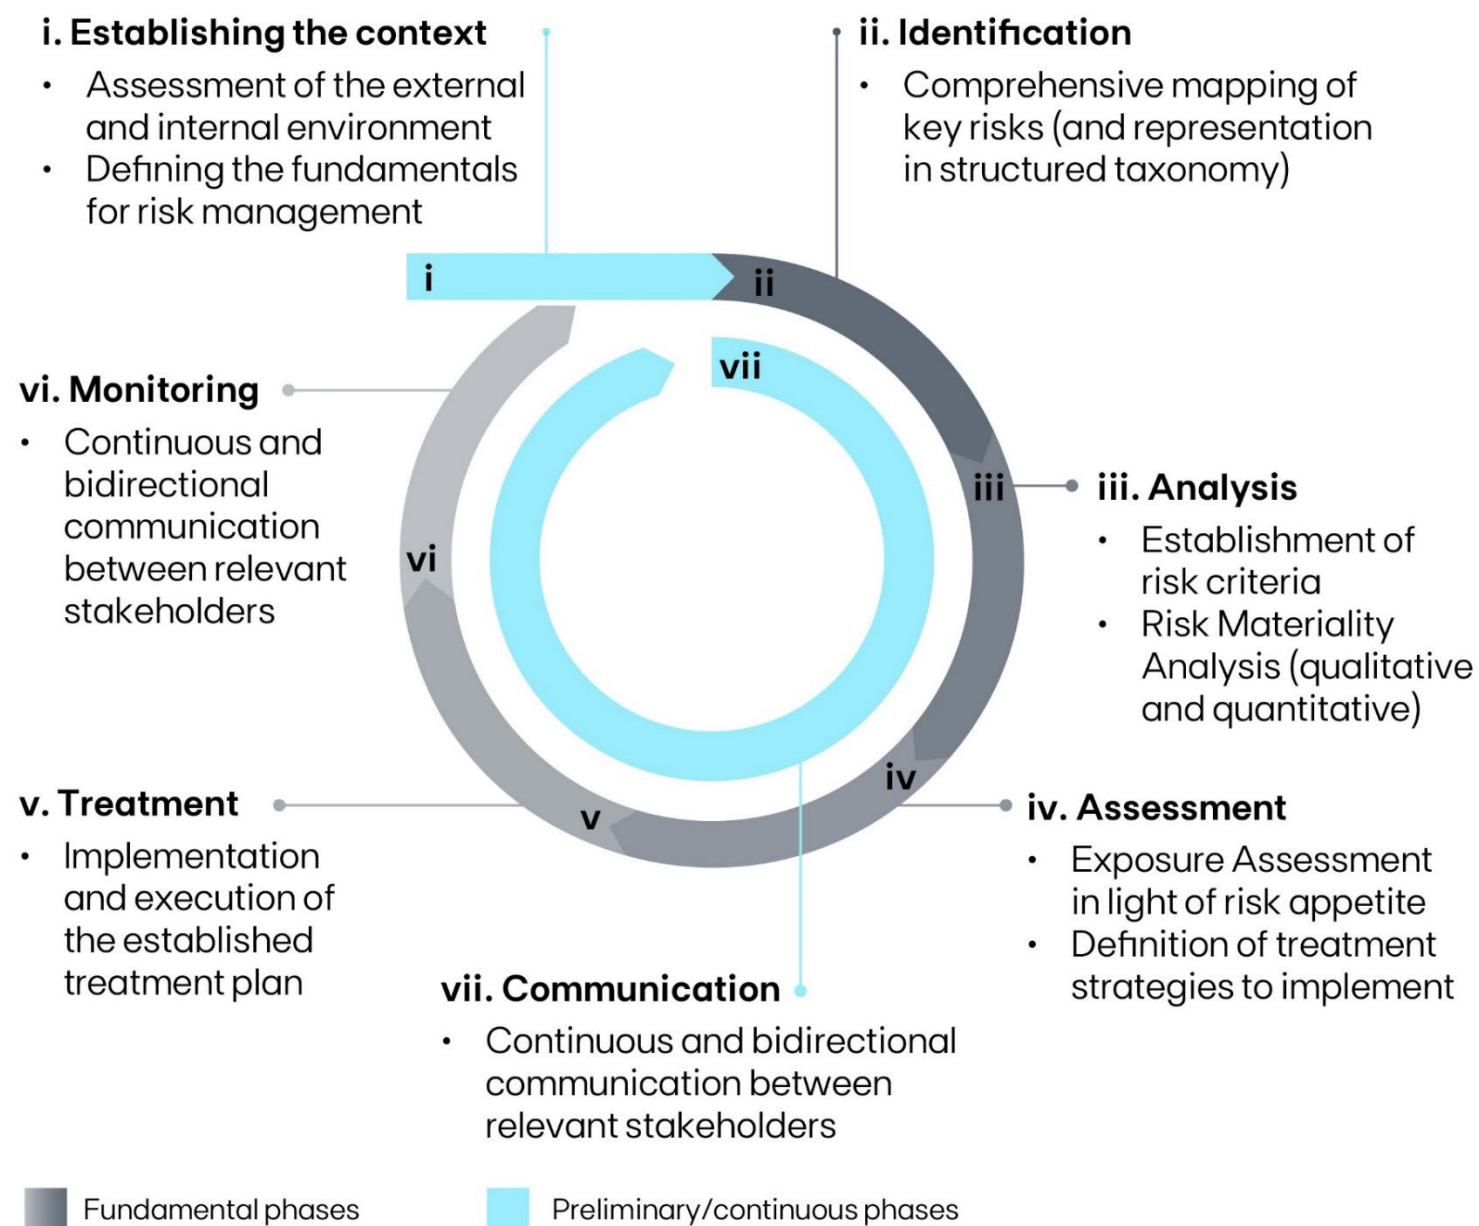 i. Establishing the context
• Assessment of the external
and internal environment
• Defining the fundamentals
for risk management
ii. Identification
• Comprehensive mapping of
key risks (and representation
in structured taxonomy)
i
ii
vii
vi. Monitoring
• Continuous and
bidirectional
communication
between relevant
stakeholders
iii
iii. Analysis
• Establishment of
risk criteria
• Risk Materiality
Analysis (qualitative
and quantitative)
vi
iv
v
v. Treatment
• Implementation
and execution of
the established
treatment plan
iv. Assessment
• Exposure Assessment
in light of risk appetite
• Definition of treatment
strategies to implement
vii. Communication
• Continuous and bidirectional
communication between
relevant stakeholders
Fundamental phases
Preliminary/continuous phases